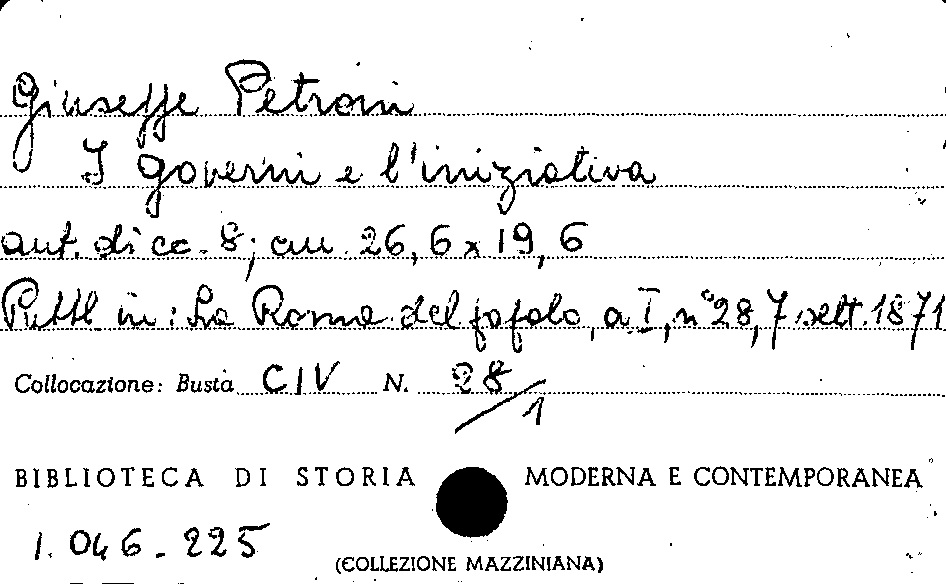 Giuseppe Petroni
I Governi e l'iniziativa
aut. di cc. 8; cm. 26,6 x 19,6
Pubbl in: La Roma del popolo, a. I, n° 28, 7 sett. 1871
Collocazione: Busta CIV N. 28/1
BIBLIOTECA DI STORIA MODERNA E CONTEMPORANEA
1.046-225
(COLLEZIONE MAZZINIANA)